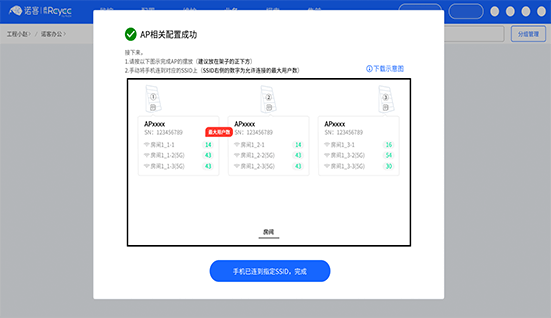 诺客
Rcycc
工程小赵 / 诺客办公
分组管理
AP相关配置成功
接下来,
1.请按以下图示完成AP的摆放(建议放在架子的正下方)
2.手动将手机连到对应的SSID上(SSID右侧的数字为允许连接的最大用户数)
下载示意图
① ② ③
APxxxx
SN: 123456789
最大用户数
房间1_1-1 14
房间1_1-2(5G) 43
房间1_1-3(5G) 43
APxxxx
SN: 123456789
房间1_2-1 14
房间1_2-2(5G) 43
房间1_2-3(5G) 43
APxxxx
SN: 123456789
房间1_3-1 16
房间1_3-2(5G) 54
房间1_3-3(5G) 30
房间
手机已连到指定SSID,完成